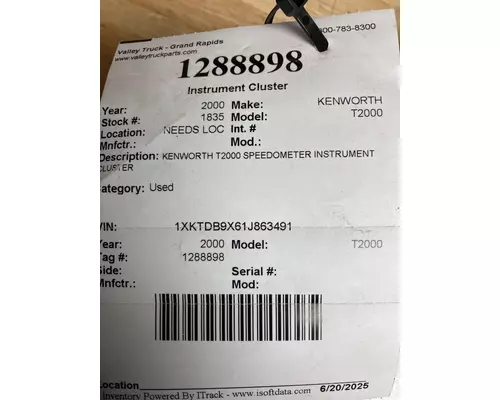 Valley Truck - Grand Rapids 00-783-8300
www.valleytruckparts.com
1288898
Instrument Cluster
Year: 2000 Make: KENWORTH
Stock #: 1835 Model: T2000
Location: NEEDS LOC Int. #
Mnfctr.: Mod.:
Description: KENWORTH T2000 SPEEDOMETER INSTRUMENT
CLUSTER
Category: Used
VIN: 1XKTDB9X61J863491
Year: 2000 Model: T2000
Tag #: 1288898
Side: Serial #:
Mnfctr.: Mod:
Location
Inventory Powered By ITrack - www.isoftdata.com 6/20/2025